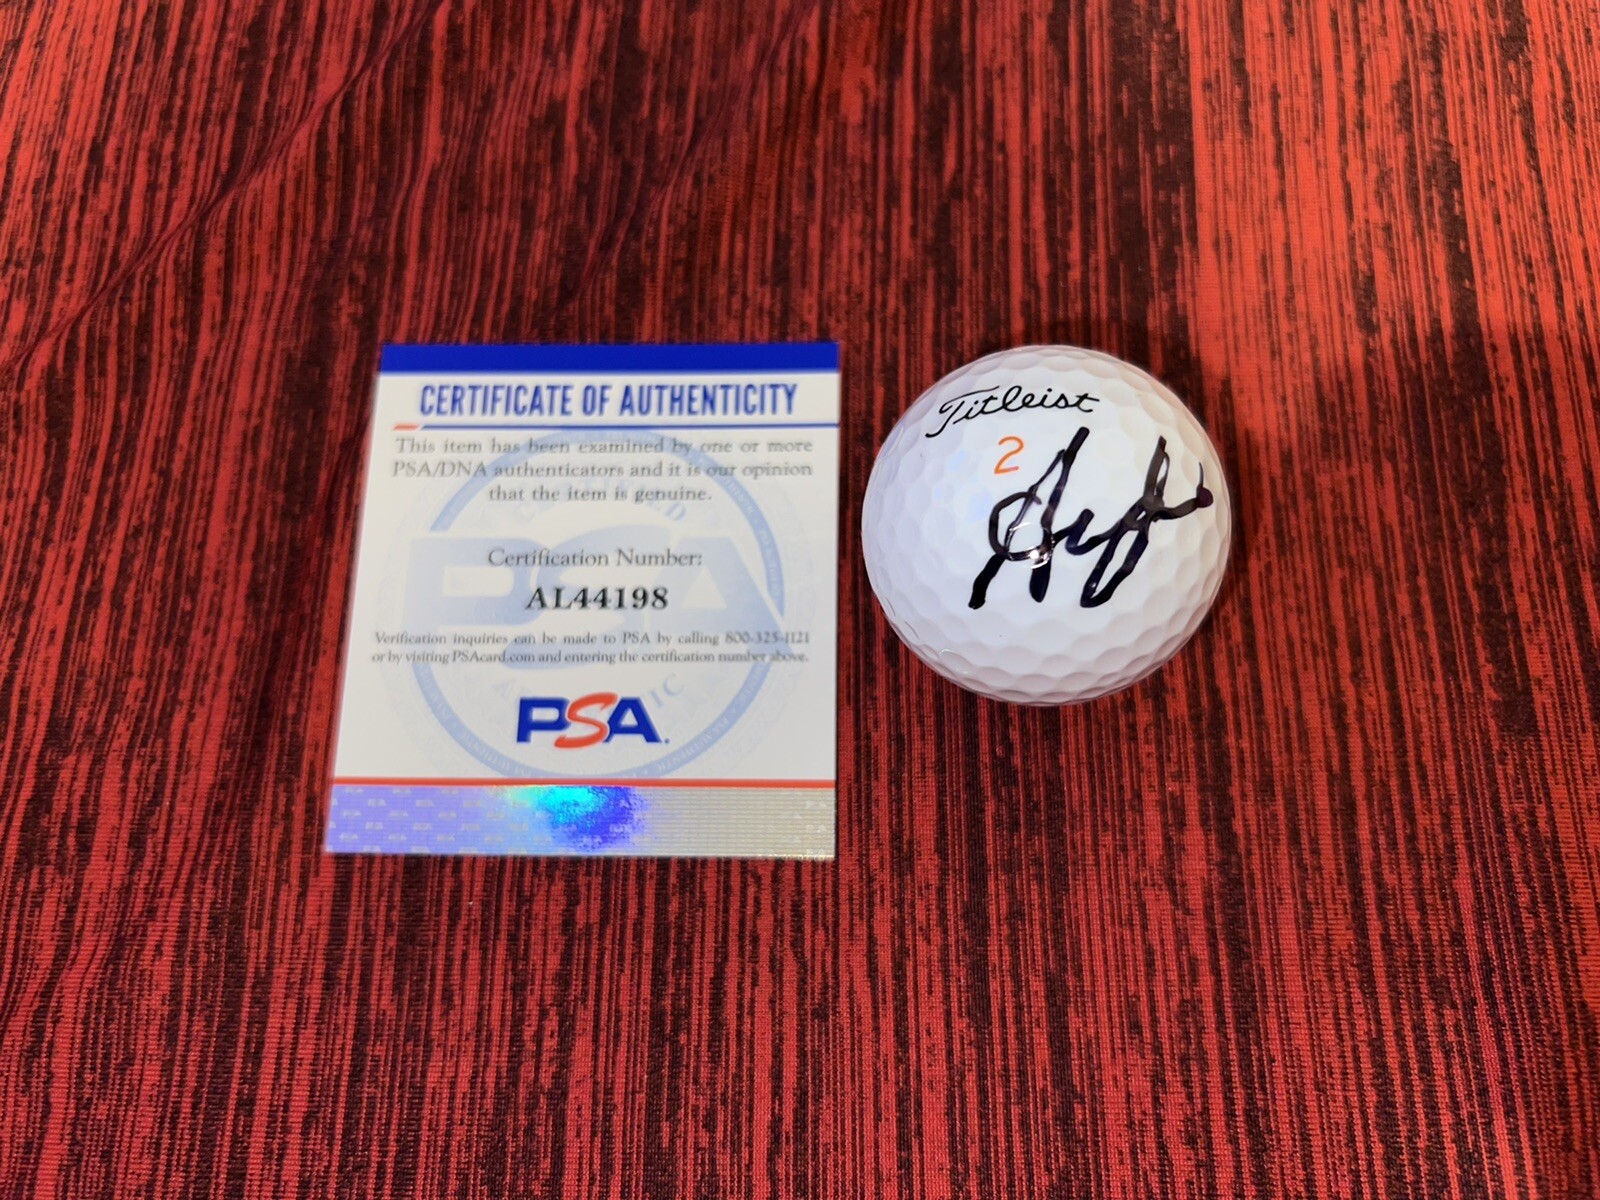 CERTIFICATE OF AUTHENTICITY
This item has been examined by one or more
PSA/DNA authenticators and it is our opinion
that the item is genuine.
Certification Number:
AL44198
Verification inquiries can be made to PSA by calling 800-325-1121
or by visiting PSAcard.com and entering the certification number above.
PSA.
Titleist
2